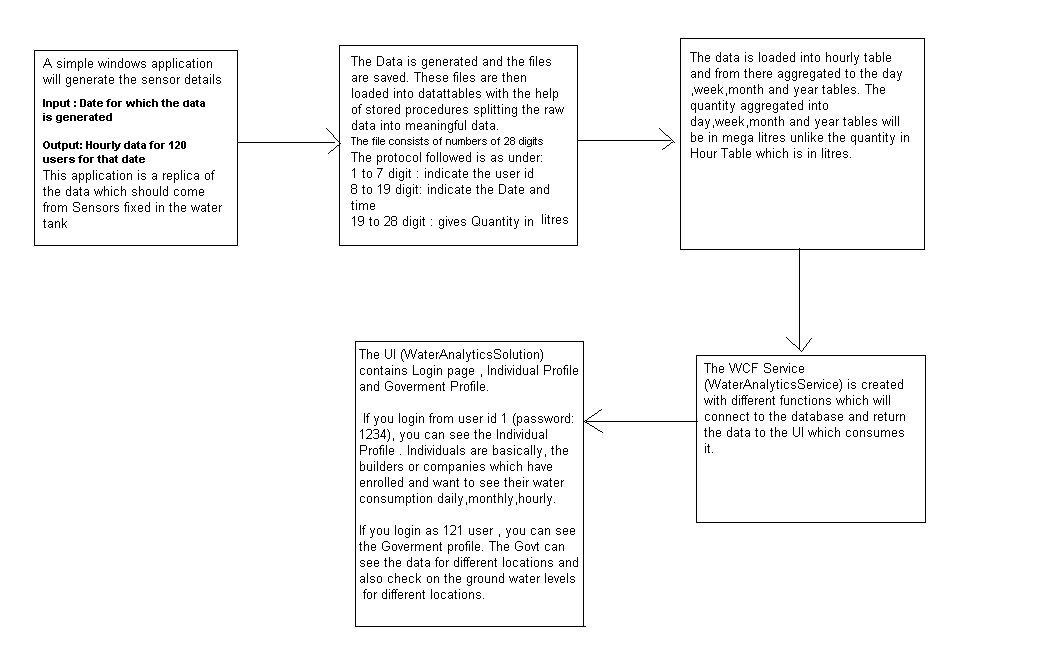 A simple windows application
will generate the sensor details
Input : Date for which the data
is generated
Output: Hourly data for 120
users for that date
This application is a replica of
the data which should come
from Sensors fixed in the water
tank
The Data is generated and the files
are saved. These files are then
loaded into datattables with the help
of stored procedures splitting the raw
data into meaningful data.
The file consists of numbers of 28 digits
The protocol followed is as under:
1 to 7 digit : indicate the user id
8 to 19 digit: indicate the Date and
time
19 to 28 digit : gives Quantity in litres
The data is loaded into hourly table
and from there aggregated to the day
,week,month and year tables. The
quantity aggregated into
day,week,month and year tables will
be in mega litres unlike the quantity in
Hour Table which is in litres.
The WCF Service
(WaterAnalyticsService) is created
with different functions which will
connect to the database and return
the data to the UI which consumes
it.
The UI (WaterAnalyticsSolution)
contains Login page , Individual Profile
and Goverment Profile.
If you login from user id 1 (password:
1234), you can see the Individual
Profile . Individuals are basically, the
builders or companies which have
enrolled and want to see their water
consumption daily,monthly,hourly.
If you login as 121 user , you can see
the Goverment profile. The Govt can
see the data for different locations and
also check on the ground water levels
for different locations.